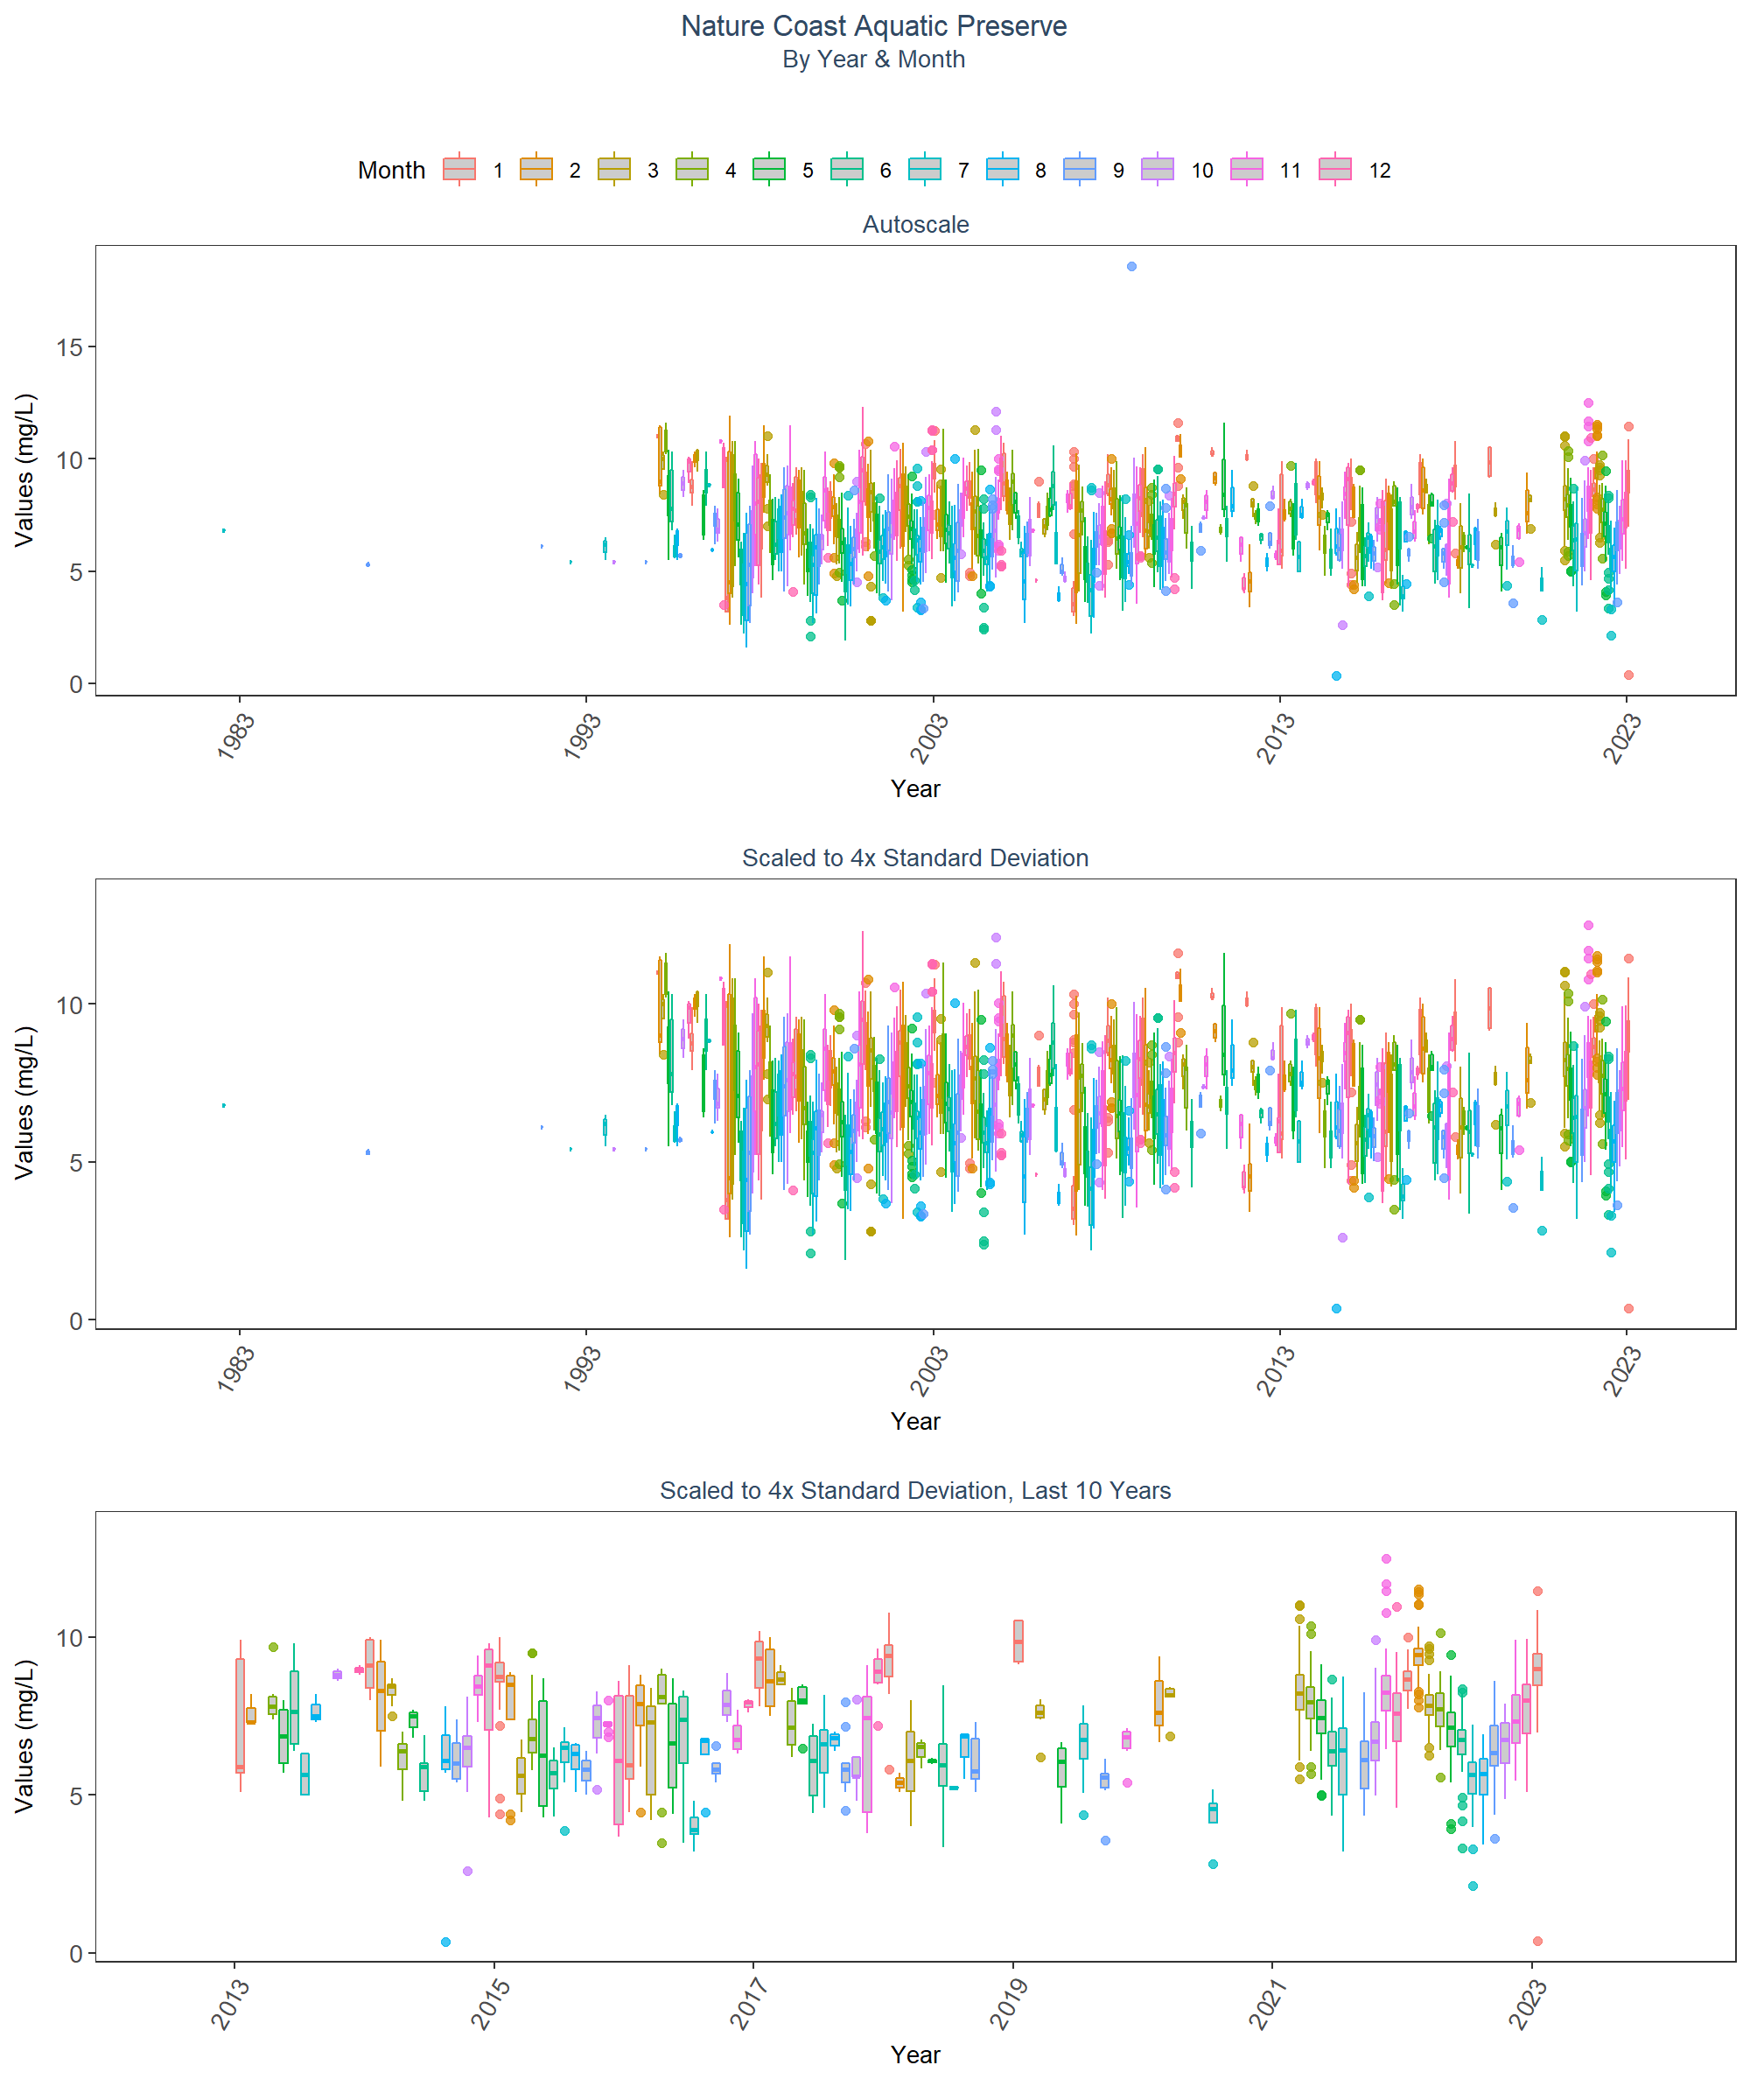 Nature Coast Aquatic Preserve
By Year & Month
Month 1 2 3 4 5 6 7 8 9 10 11 12
Autoscale
Values (mg/L)
15
10
5
0
1983 1993 2003 2013 2023
Year
Scaled to 4x Standard Deviation
Values (mg/L)
10
5
0
1983 1993 2003 2013 2023
Year
Scaled to 4x Standard Deviation, Last 10 Years
Values (mg/L)
10
5
0
2013 2015 2017 2019 2021 2023
Year